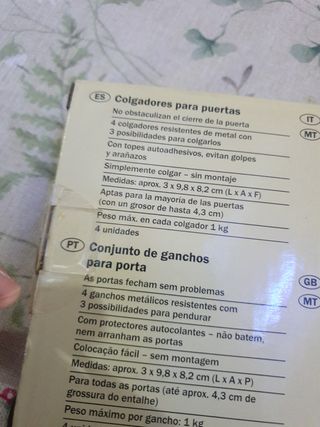 ES Colgadores para puertas
No obstaculizan el cierre de la puerta
4 colgadores resistentes de metal con
3 posibilidades para colgarlos
Con topes autoadhesivos, evitan golpes
y arañazos
Simplemente colgar – sin montaje
Medidas: aprox. 3 x 9,8 x 8,2 cm (L x A x F)
Aptas para la mayoría de las puertas
(con un grosor de hasta 4,3 cm)
Peso máx. en cada colgador 1 kg
4 unidades
PT Conjunto de ganchos
para porta
As portas fecham sem problemas
4 ganchos metálicos resistentes com
3 possibilidades para pendurar
Com protectores autocolantes – não batem,
nem arranham as portas
Colocação fácil – sem montagem
Medidas: aprox. 3 x 9,8 x 8,2 cm (L x A x P)
Para todas as portas (até aprox. 4,3 cm de
grossura do entalhe)
Peso máximo por gancho: 1 kg
IT
MT
GB
MT